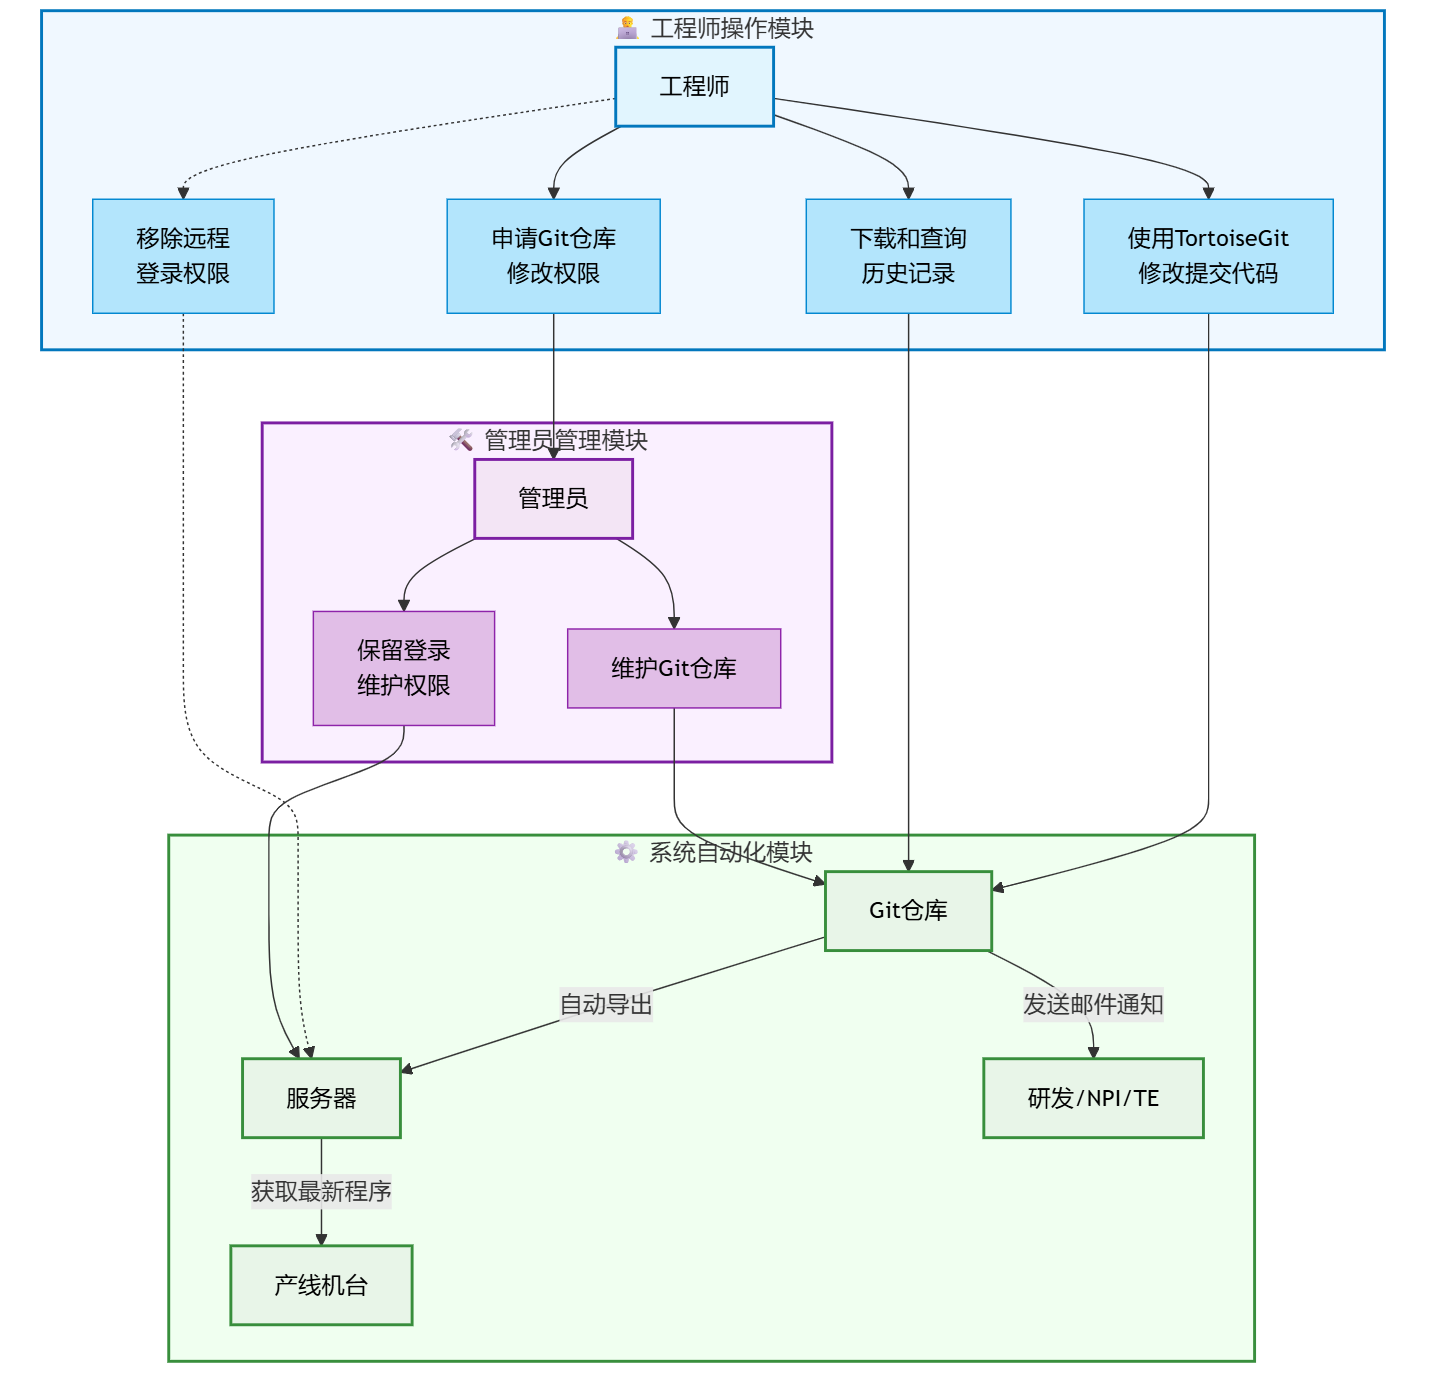 🧑‍💻 工程师操作模块
工程师
移除远程
登录权限
申请Git仓库
修改权限
下载和查询
历史记录
使用TortoiseGit
修改提交代码
🛠️ 管理员管理模块
管理员
保留登录
维护权限
维护Git仓库
⚙️ 系统自动化模块
Git仓库
自动导出
发送邮件通知
服务器
研发/NPI/TE
获取最新程序
产线机台